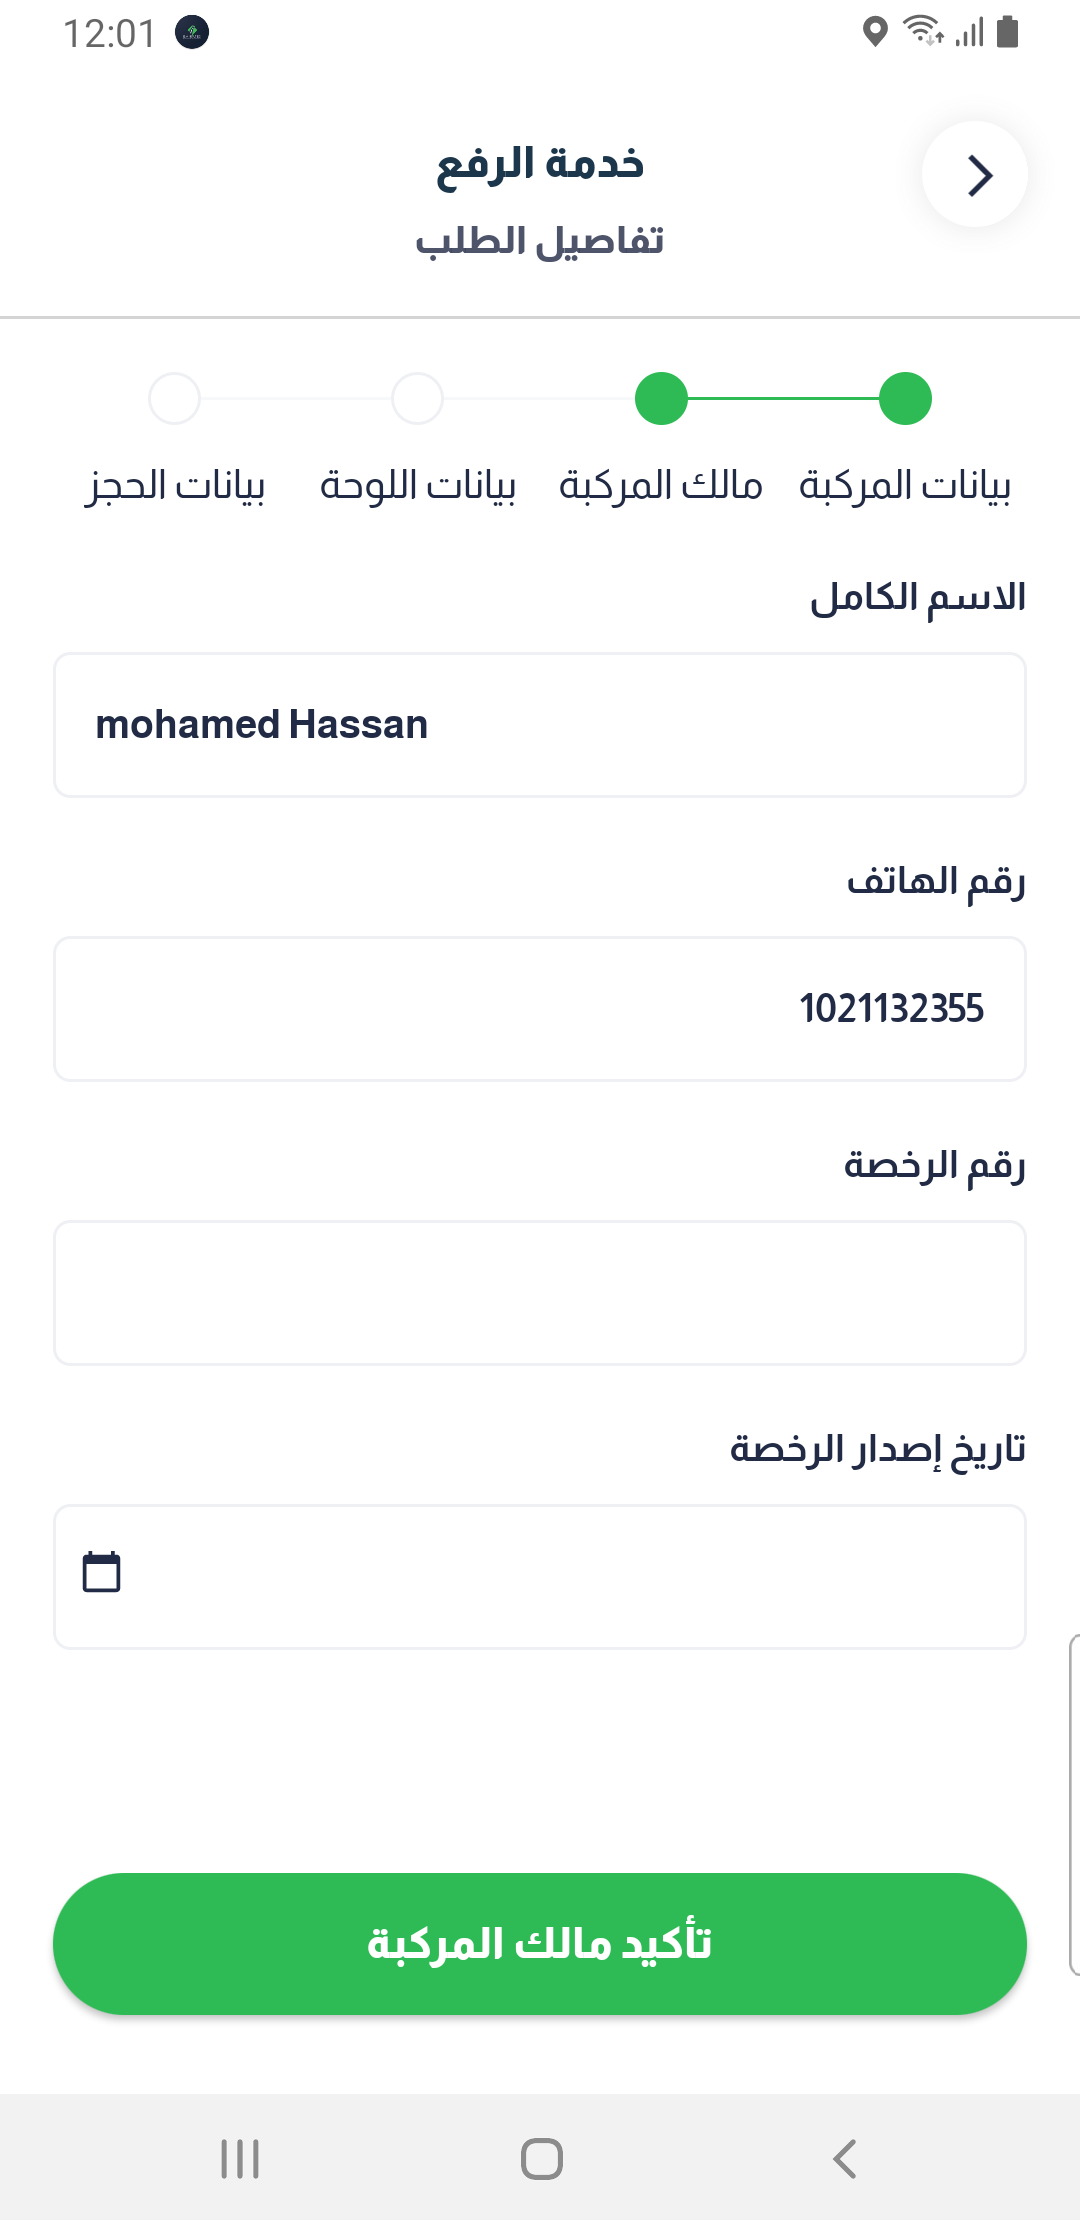 12:01
خدمة الرفع
تفاصيل الطلب
بيانات المركبة
مالك المركبة
بيانات اللوحة
بيانات الحجز
الاسم الكامل
mohamed Hassan
رقم الهاتف
1021132355
رقم الرخصة
تاريخ إصدار الرخصة
تأكيد مالك المركبة